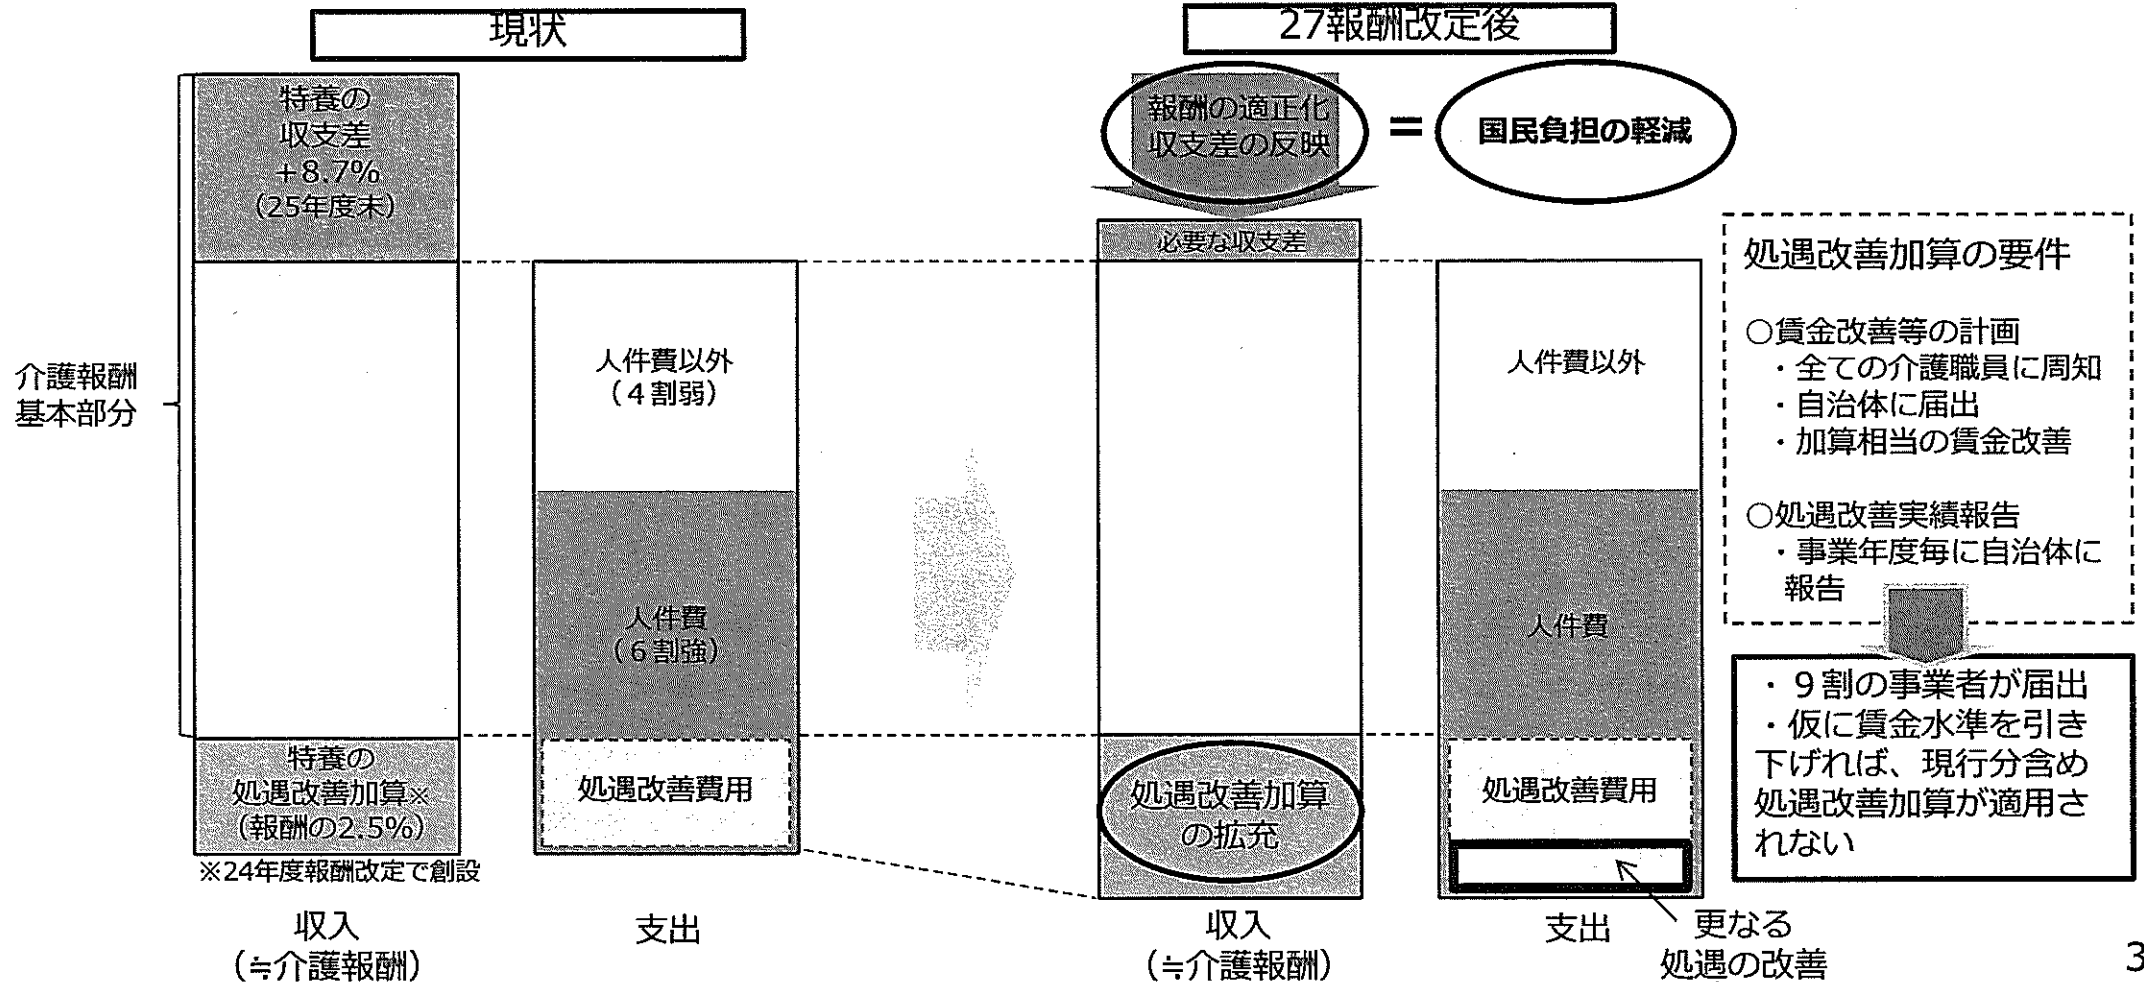 現状
27報酬改定後
特養の
収支差
+8.7%
(25年度末)
報酬の適正化
収支差の反映
=
国民負担の軽減
必要な収支差
介護報酬
基本部分
人件費以外
(4割弱)
人件費
(6割強)
特養の
処遇改善加算※
(報酬の2.5%)
※24年度報酬改定で創設
処遇改善費用
収入
(≒介護報酬)
支出
人件費以外
人件費
処遇改善加算
の拡充
処遇改善費用
収入
(≒介護報酬)
支出
更なる
処遇の改善
処遇改善加算の要件
○賃金改善等の計画
・全ての介護職員に周知
・自治体に届出
・加算相当の賃金改善
○処遇改善実績報告
・事業年度毎に自治体に
報告
・9割の事業者が届出
・仮に賃金水準を引き
下げれば、現行分含め
処遇改善加算が適用さ
れない
3